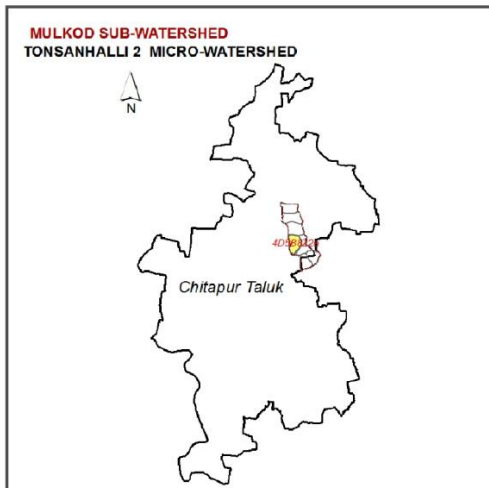 MULKOD SUB-WATERSHED
TONSANHALLI 2 MICRO-WATERSHED
N
Chitapur Taluk